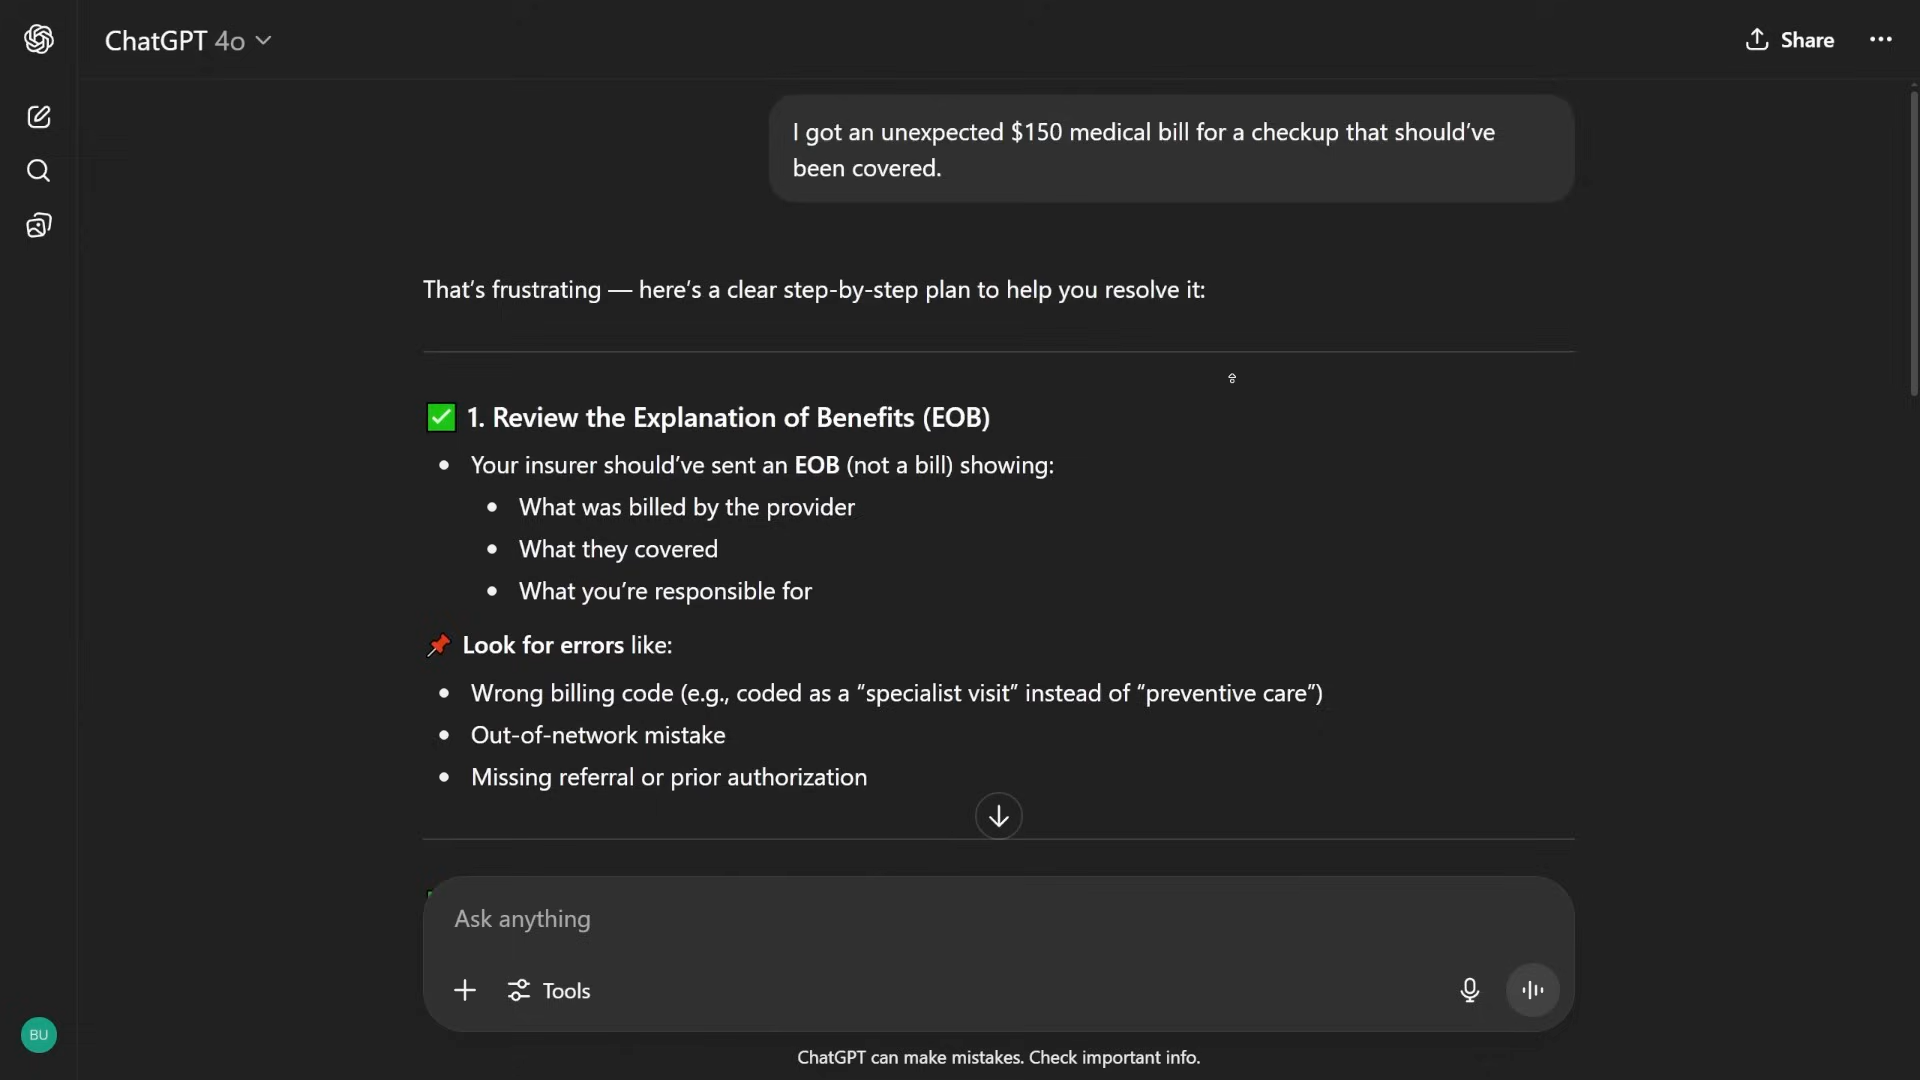 ChatGPT 4o
Share
I got an unexpected $150 medical bill for a checkup that should’ve
been covered.
That’s frustrating — here’s a clear step-by-step plan to help you resolve it:
1. Review the Explanation of Benefits (EOB)
Your insurer should’ve sent an EOB (not a bill) showing:
What was billed by the provider
What they covered
What you’re responsible for
Look for errors like:
Wrong billing code (e.g., coded as a “specialist visit” instead of “preventive care”)
Out-of-network mistake
Missing referral or prior authorization
Ask anything
Tools
BU
ChatGPT can make mistakes. Check important info.